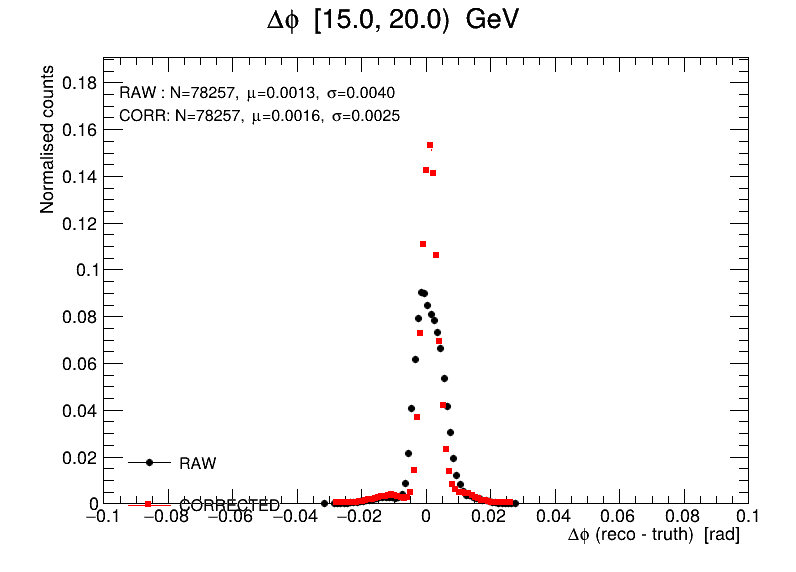 Δϕ [15.0, 20.0) GeV
Normalised counts
RAW : N=78257, μ=0.0013, σ=0.0040
CORR: N=78257, μ=0.0016, σ=0.0025
0.18
0.16
0.14
0.12
0.1
0.08
0.06
0.04
0.02
0
RAW
CORRECTED
−0.1 −0.08 −0.06 −0.04 −0.02 0 0.02 0.04 0.06 0.08 0.1
Δϕ (reco - truth) [rad]